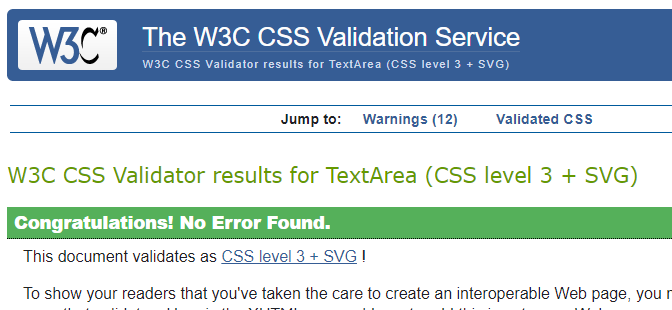 W3C®
The W3C CSS Validation Service
W3C CSS Validator results for TextArea (CSS level 3 + SVG)
Jump to: Warnings (12) Validated CSS
W3C CSS Validator results for TextArea (CSS level 3 + SVG)
Congratulations! No Error Found.
This document validates as CSS level 3 + SVG !
To show your readers that you've taken the care to create an interoperable Web page, you